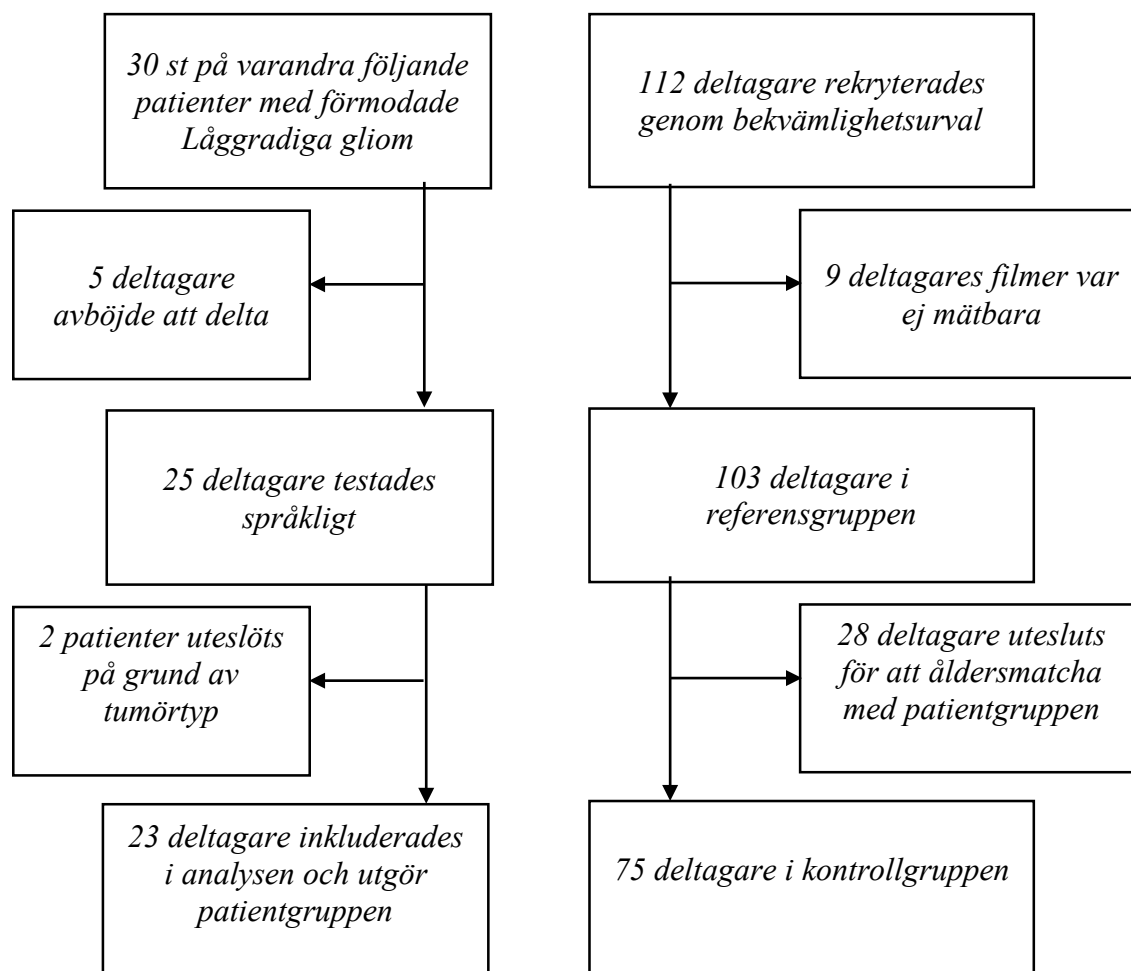 30 st på varandra följande
patienter med förmodade
Låggradiga gliom
5 deltagare
avböjde att delta
25 deltagare testades
språkligt
2 patienter uteslöts
på grund av
tumörtyp
23 deltagare inkluderades
i analysen och utgör
patientgruppen
112 deltagare rekryterades
genom bekvämlighetsurval
9 deltagares filmer var
ej mätbara
103 deltagare i
referensgruppen
28 deltagare utesluts
för att åldersmatcha
med patientgruppen
75 deltagare i kontrollgruppen